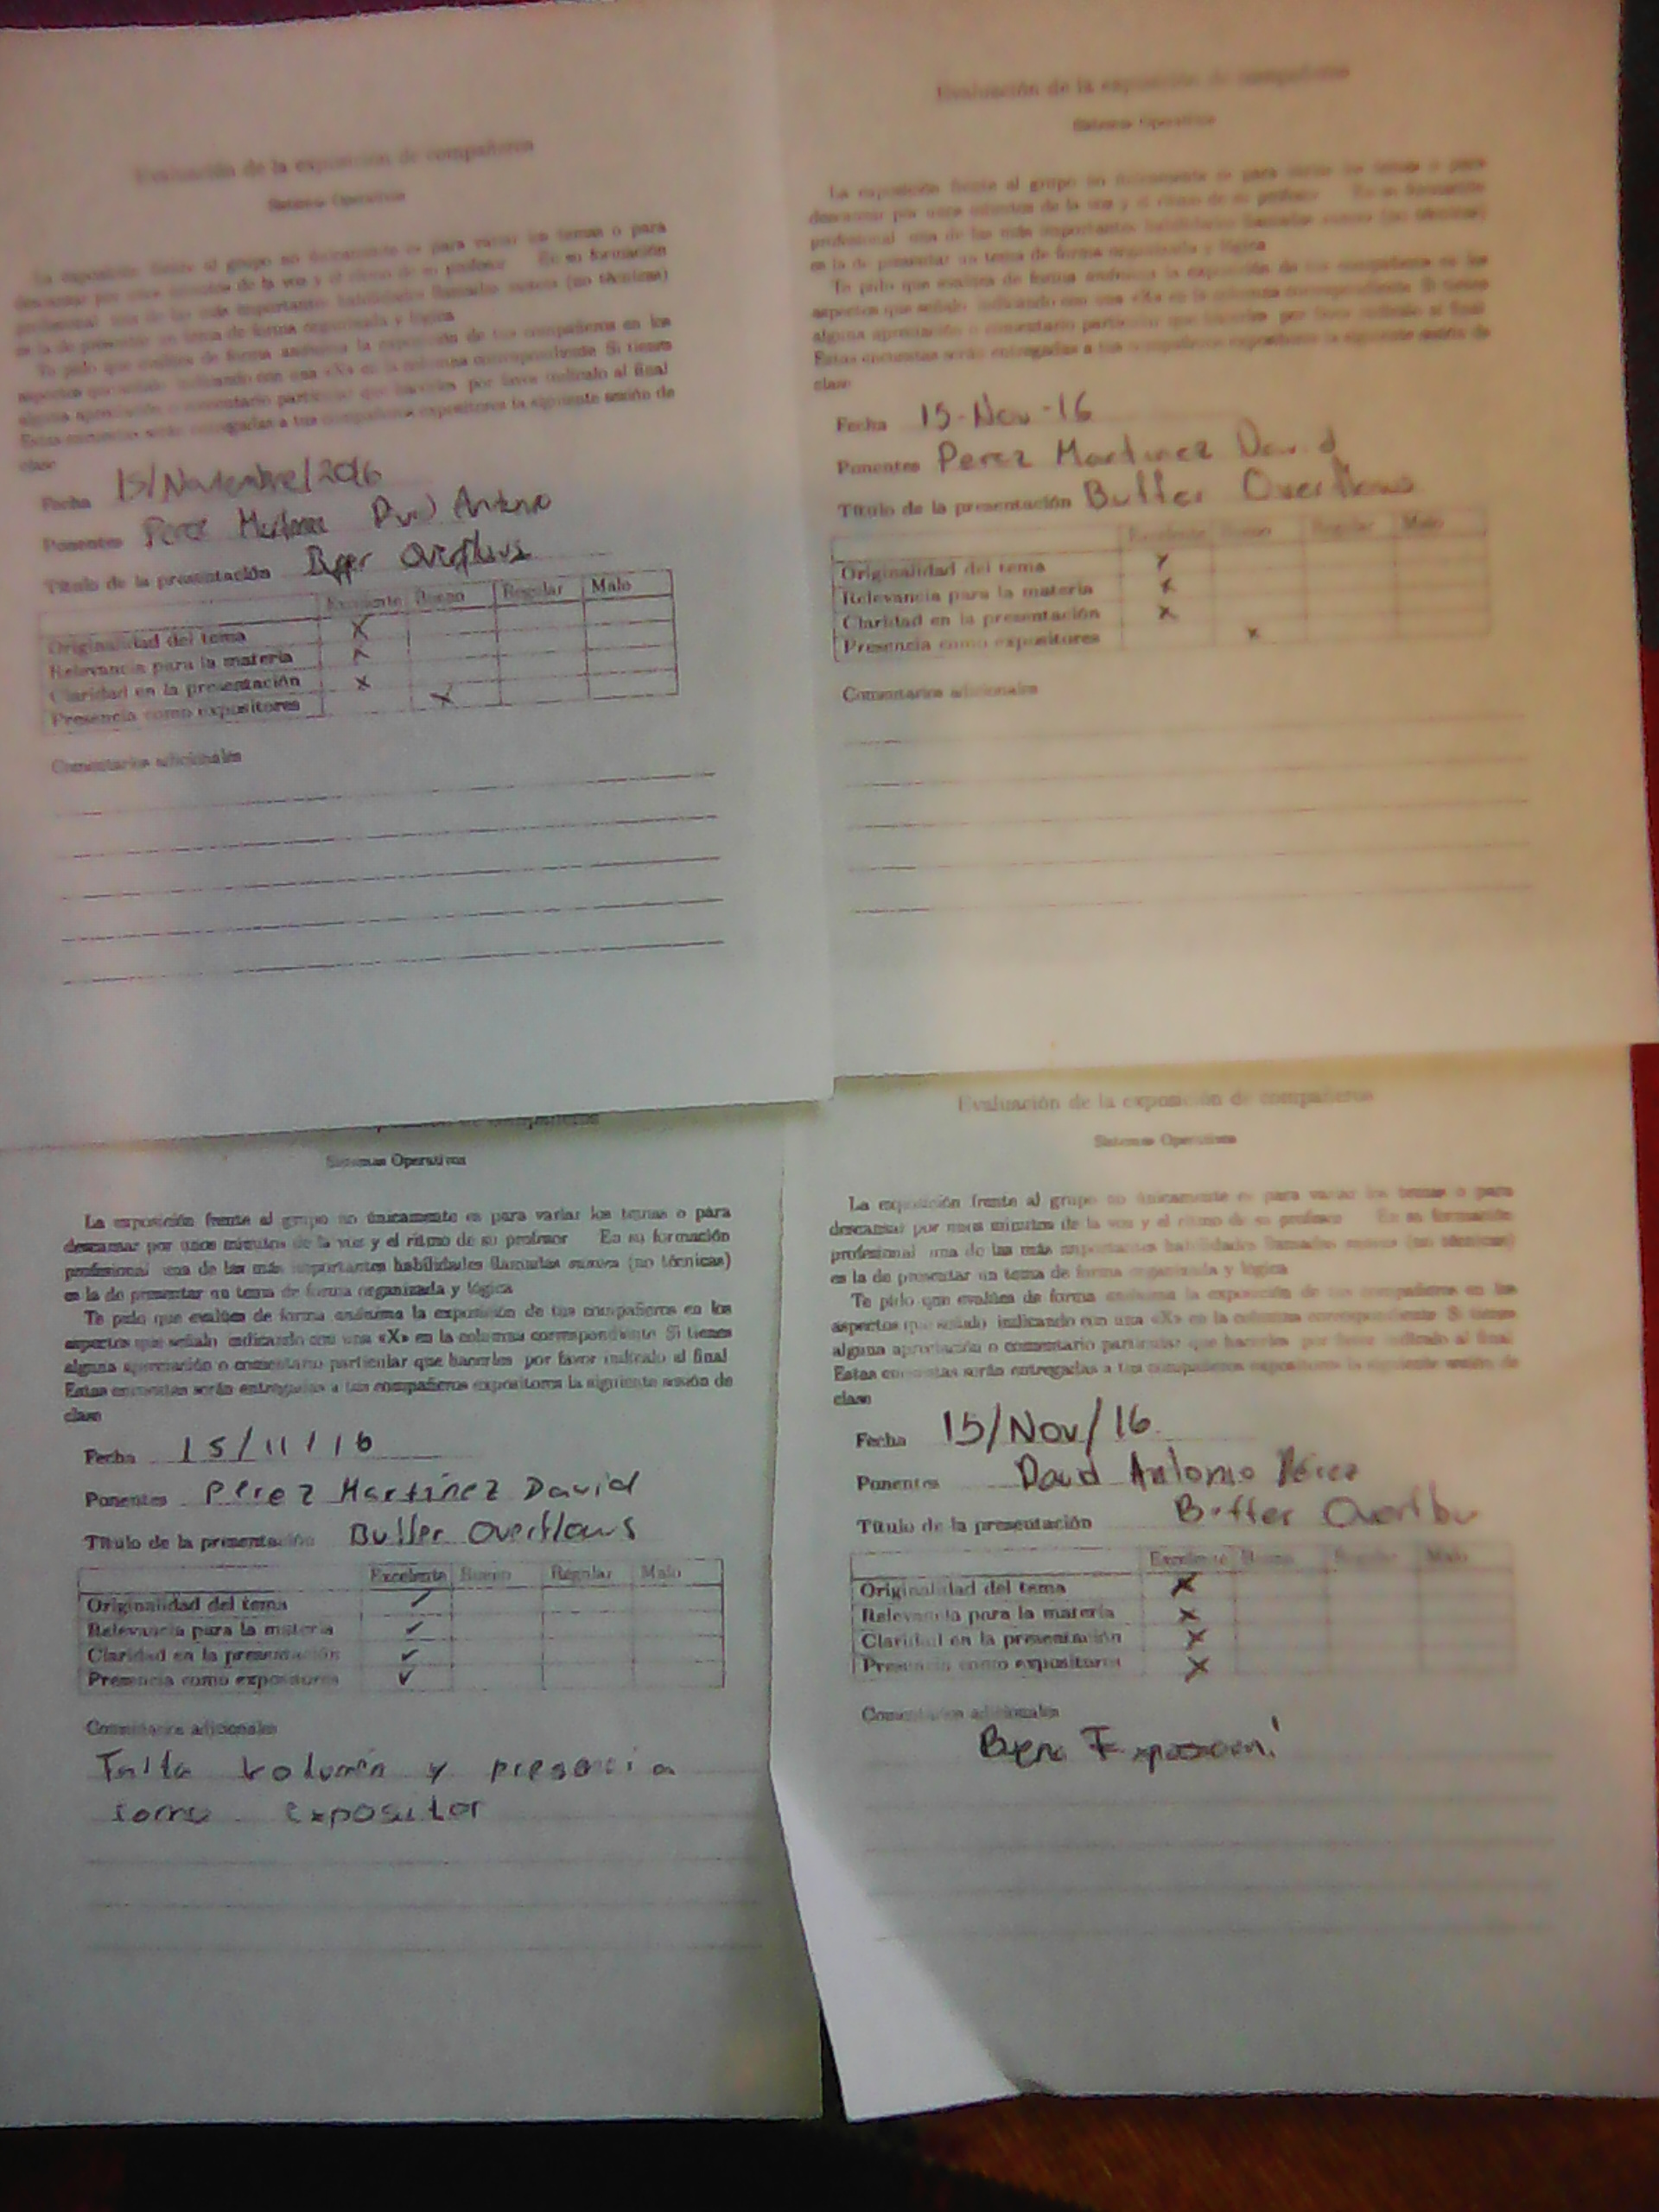 Evaluación de la exposición de compañeros
Sistemas Operativos
La exposición frente al grupo no únicamente es para variar los temas o para
descansar por unos minutos de la voz y el ritmo de su profesor En su formación
profesional una de las más importantes habilidades llamadas suaves (no técnicas)
es la de presentar un tema de forma organizada y lógica
Te pido que evalúes de forma anónima la exposición de tus compañeros en los
aspectos que señalo indicando con una «X» en la columna correspondiente Si tienes
alguna apreciación o comentario particular que hacerles por favor indícalo al final
Estas encuestas serán entregadas a tus compañeros expositores la siguiente sesión de
clase
Fecha 15/Noviembre/2016
Ponentes Perez Martinez David Antonio
Título de la presentación Buffer Overflows
Excelente Bueno Regular Malo
Originalidad del tema X
Relevancia para la materia X
Claridad en la presentación X
Presencia como expositores X
Comentarios adicionales
Evaluación de la exposición de compañeros
Sistemas Operativos
La exposición frente al grupo no únicamente es para variar los temas o para
descansar por unos minutos de la voz y el ritmo de su profesor En su formación
profesional una de las más importantes habilidades llamadas suaves (no técnicas)
es la de presentar un tema de forma organizada y lógica
Te pido que evalúes de forma anónima la exposición de tus compañeros en los
aspectos que señalo indicando con una «X» en la columna correspondiente Si tienes
alguna apreciación o comentario particular que hacerles por favor indícalo al final
Estas encuestas serán entregadas a tus compañeros expositores la siguiente sesión de
clase
Fecha 15-Nov-16
Ponentes Perez Martinez David
Título de la presentación Buffer Overflows
Excelente Bueno Regular Malo
Originalidad del tema X
Relevancia para la materia X
Claridad en la presentación X
Presencia como expositores X
Comentarios adicionales
compañeros
Sistemas Operativos
La exposición frente al grupo no únicamente es para variar los temas o para
descansar por unos minutos de la voz y el ritmo de su profesor En su formación
profesional una de las más importantes habilidades llamadas suaves (no técnicas)
es la de presentar un tema de forma organizada y lógica
Te pido que evalúes de forma anónima la exposición de tus compañeros en los
aspectos que señalo indicando con una «X» en la columna correspondiente Si tienes
alguna apreciación o comentario particular que hacerles por favor indícalo al final
Estas encuestas serán entregadas a tus compañeros expositores la siguiente sesión de
clase
Fecha 15/11/16
Ponentes Pérez Martínez David
Título de la presentación Buffer Overflows
Excelente Bueno Regular Malo
Originalidad del tema ✓
Relevancia para la materia ✓
Claridad en la presentación ✓
Presencia como expositores ✓
Comentarios adicionales
Falta volumen y presencia
como expositor
Evaluación de la exposición de compañeros
Sistemas Operativos
La exposición frente al grupo no únicamente es para variar los temas o para
descansar por unos minutos de la voz y el ritmo de su profesor En su formación
profesional una de las más importantes habilidades llamadas suaves (no técnicas)
es la de presentar un tema de forma organizada y lógica
Te pido que evalúes de forma anónima la exposición de tus compañeros en los
aspectos que señalo indicando con una «X» en la columna correspondiente Si tienes
alguna apreciación o comentario particular que hacerles por favor indícalo al final
Estas encuestas serán entregadas a tus compañeros expositores la siguiente sesión de
clase
Fecha 15/Nov/16
Ponentes David Antonio Pérez
Título de la presentación Buffer Overflow
Excelente Bueno Regular Malo
Originalidad del tema X
Relevancia para la materia X
Claridad en la presentación X
Presencia como expositores X
Comentarios adicionales